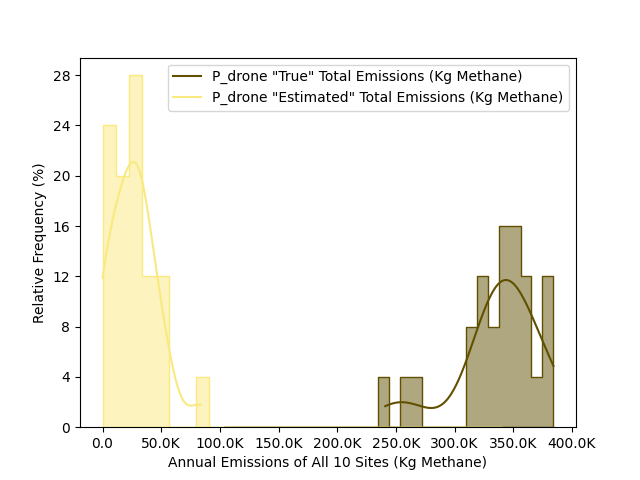 P_drone "True" Total Emissions (Kg Methane)
P_drone "Estimated" Total Emissions (Kg Methane)
28
24
20
16
12
8
4
0
Relative Frequency (%)
0.0 50.0K 100.0K 150.0K 200.0K 250.0K 300.0K 350.0K 400.0K
Annual Emissions of All 10 Sites (Kg Methane)